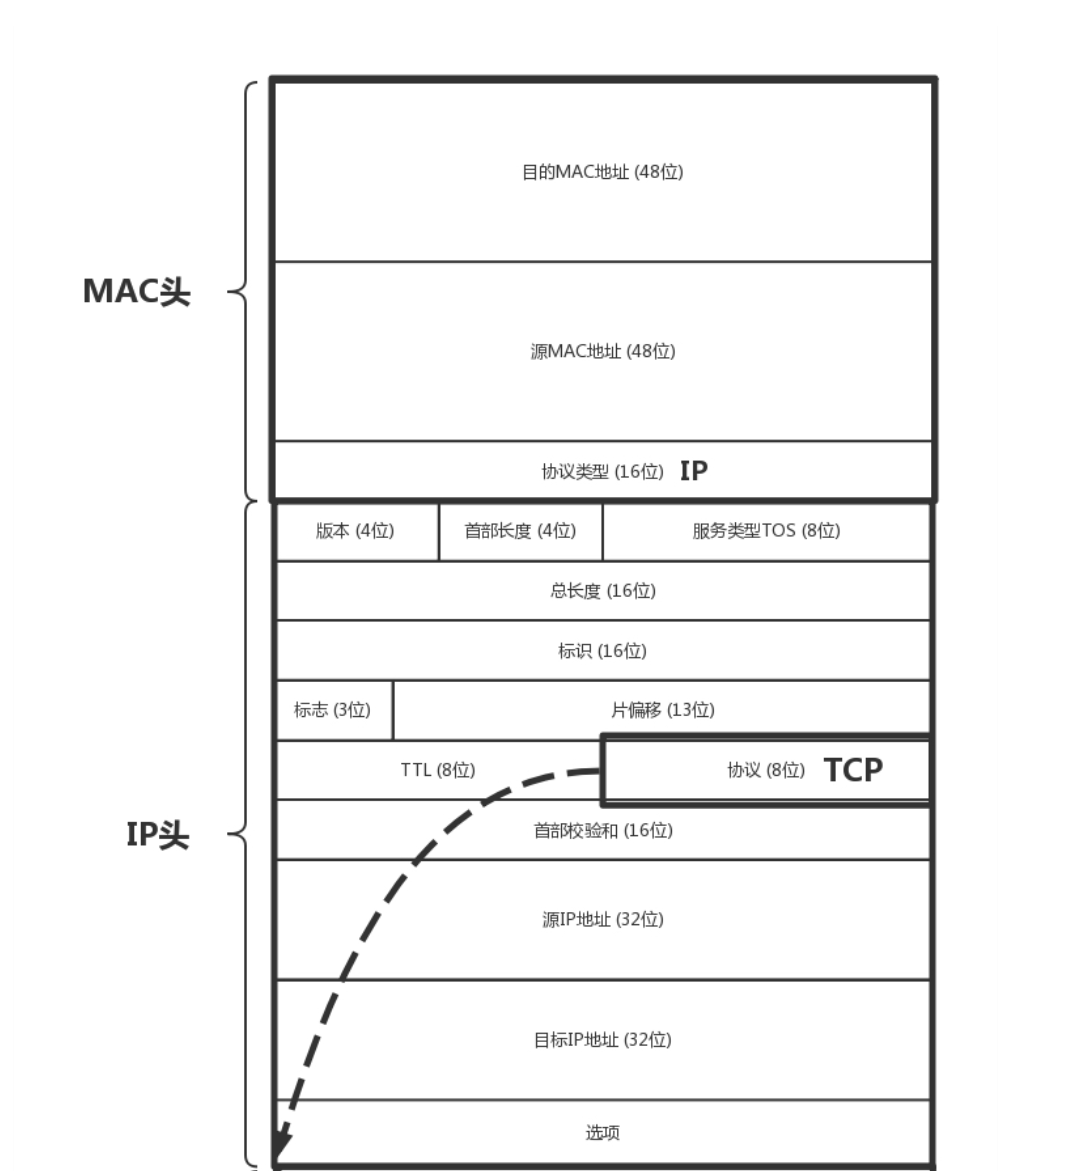 目的MAC地址 (48位)
MAC头
源MAC地址 (48位)
协议类型 (16位) IP
版本 (4位) 首部长度 (4位) 服务类型TOS (8位)
总长度 (16位)
标识 (16位)
标志 (3位) 片偏移 (13位)
TTL (8位) 协议 (8位) TCP
IP头
首部校验和 (16位)
源IP地址 (32位)
目标IP地址 (32位)
选项